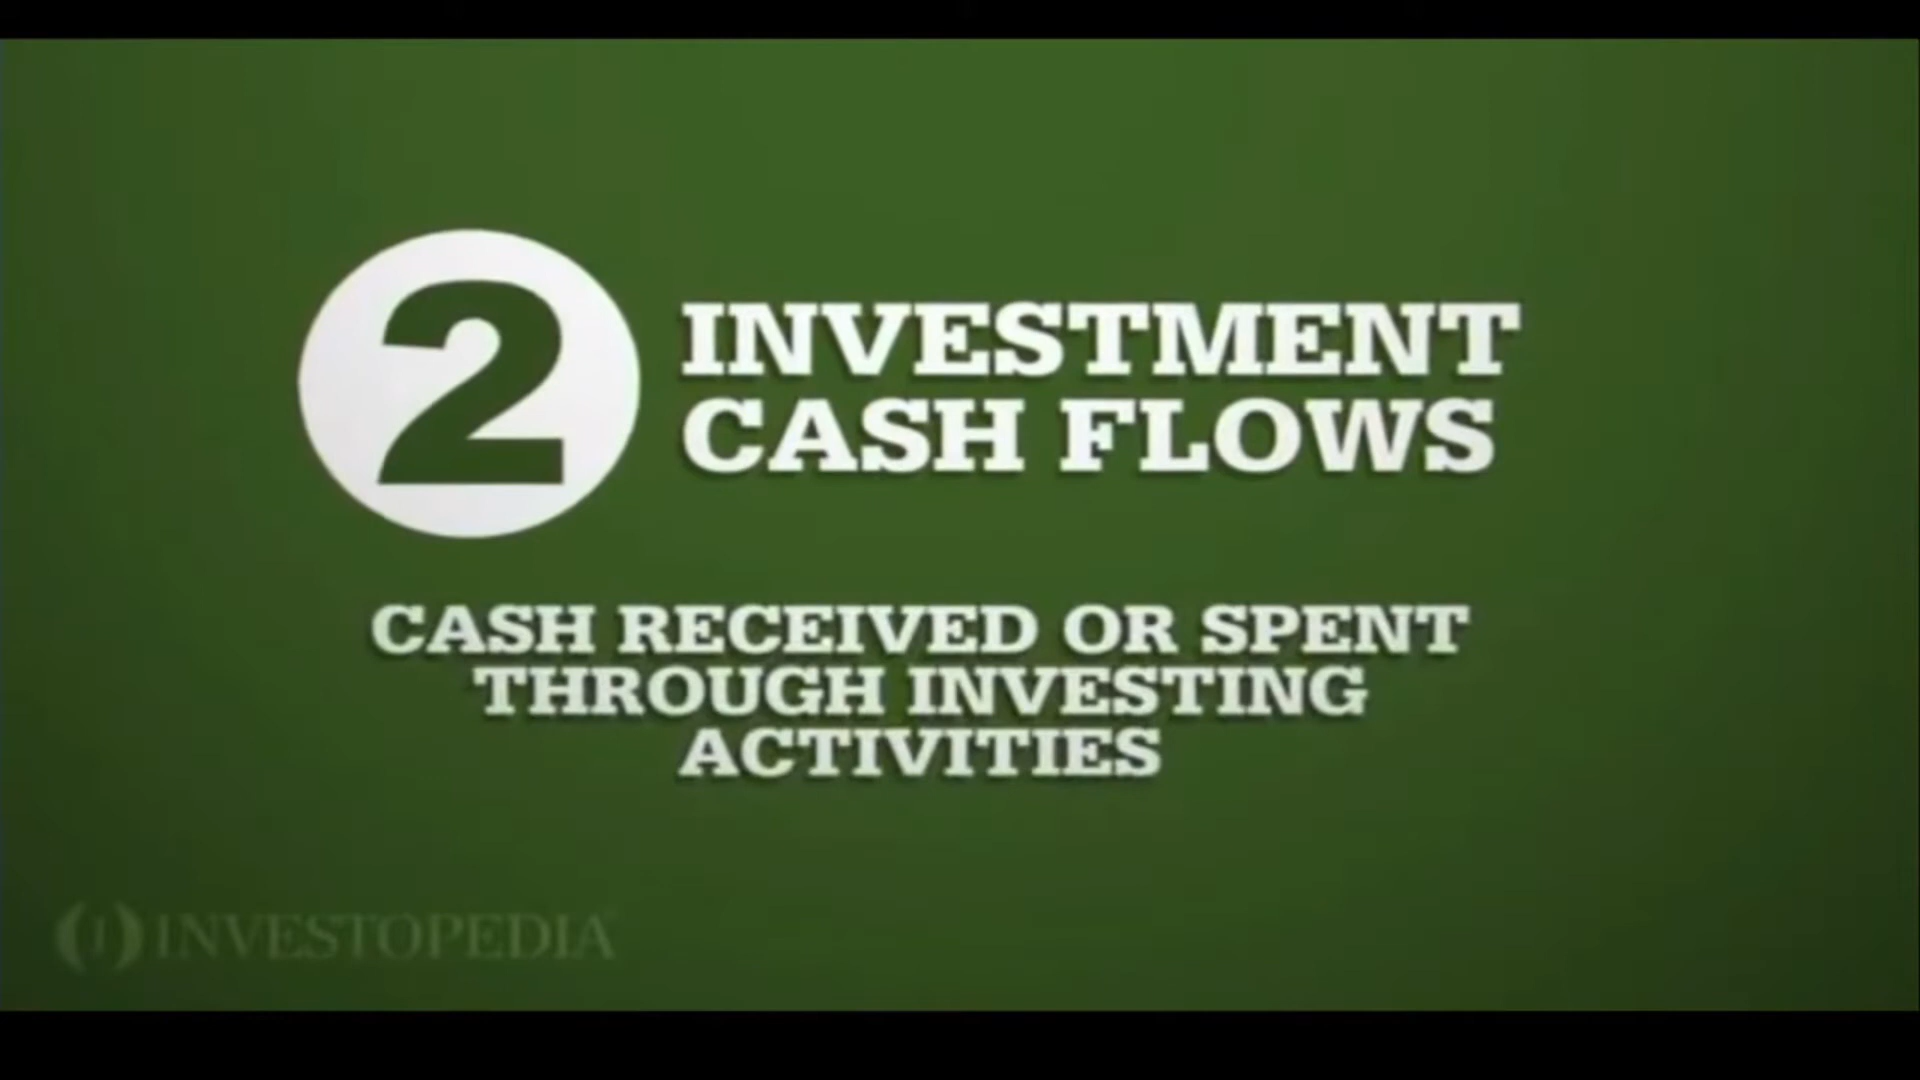 2
INVESTMENT
CASH FLOWS
CASH RECEIVED OR SPENT
THROUGH INVESTING
ACTIVITIES
INVESTOPEDIA